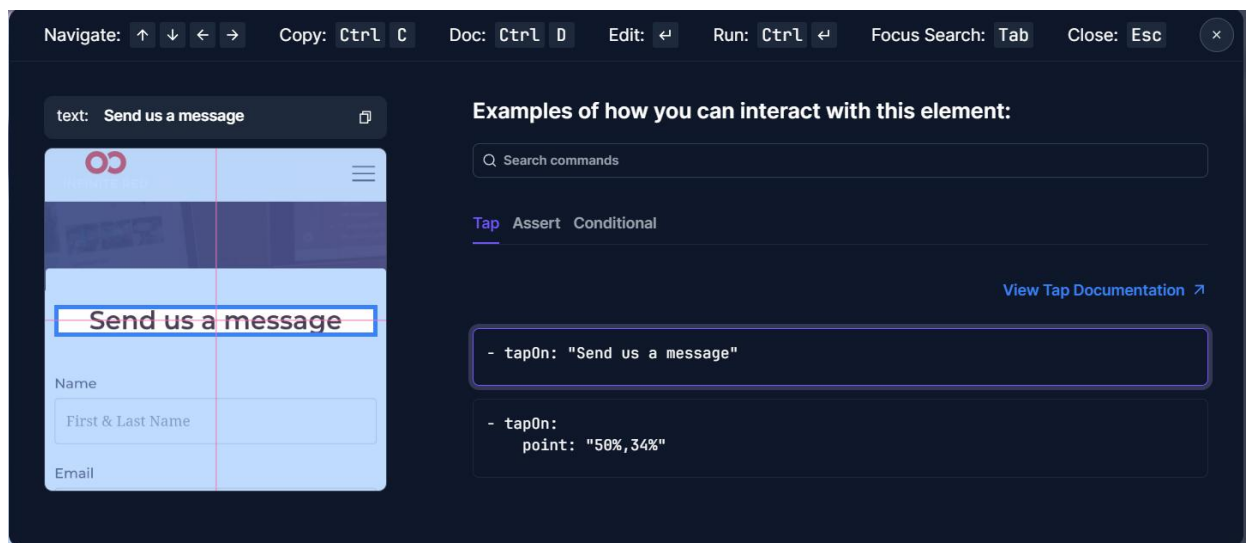 Navigate: ↑ ↓ ← → Copy: Ctrl C Doc: Ctrl D Edit: ↵ Run: Ctrl ↵ Focus Search: Tab Close: Esc ×
text: Send us a message
Send us a message
Name
First & Last Name
Email
Examples of how you can interact with this element:
Search commands
Tap Assert Conditional
View Tap Documentation ↗
- tapOn: "Send us a message"
- tapOn:
point: "50%,34%"